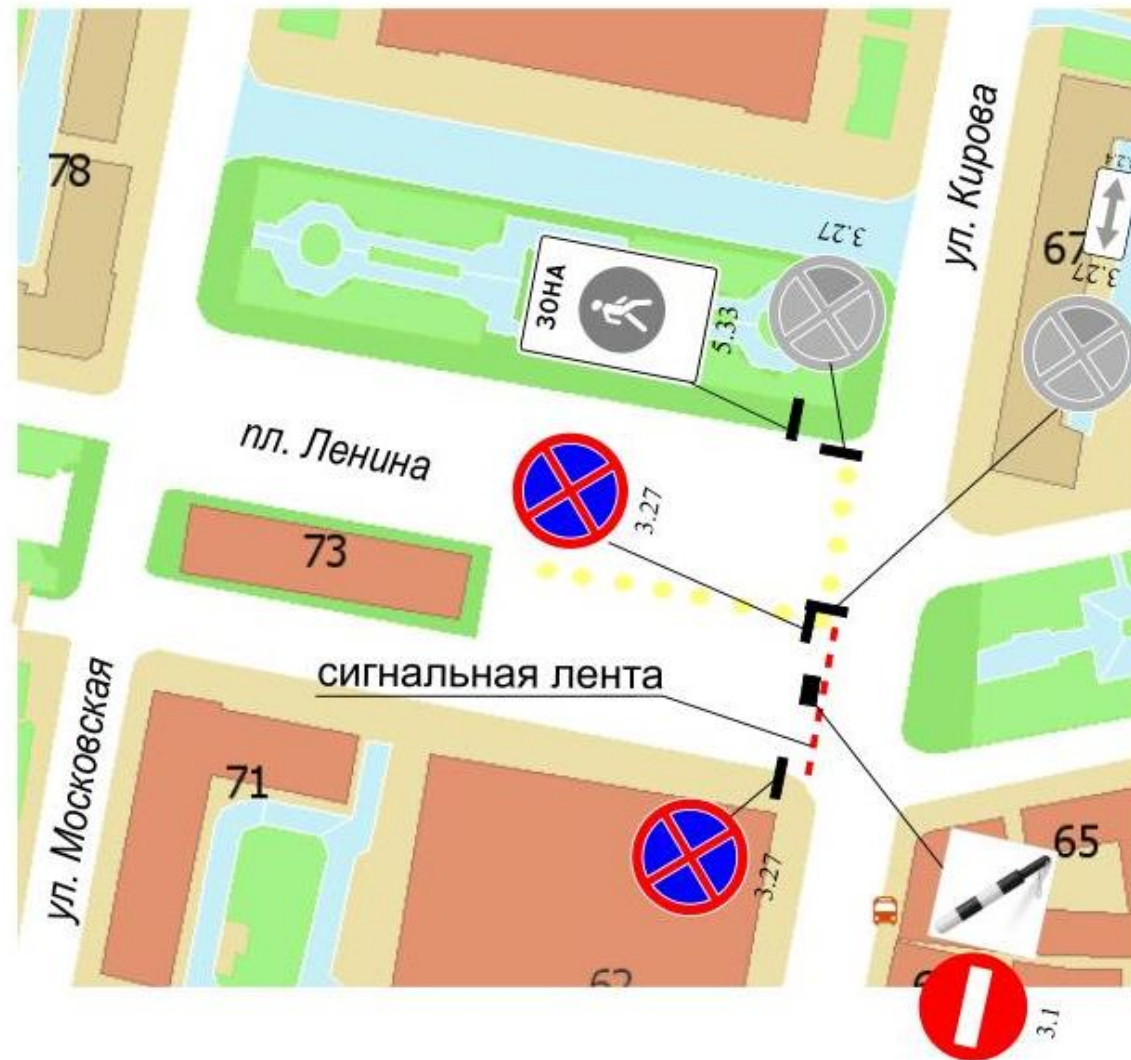 78
ул. Кирова
3.27
67
3.27
ЗОНА
5.33
пл. Ленина
3.27
73
сигнальная лента
ул. Московская
71
65
3.27
3.1